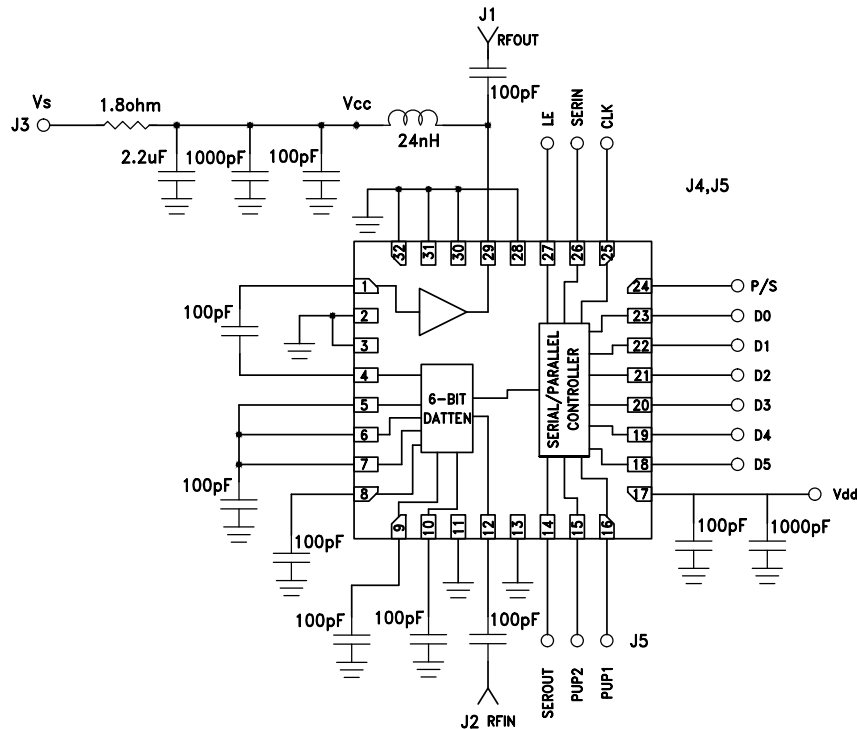 J1
RFOUT
100pF
Vs
1.8ohm
Vcc
J3
24nH
2.2uF
1000pF
100pF
LE
SERIN
CLK
J4,J5
32
31
30
29
28
27
26
25
1
2
3
4
5
6
7
8
100pF
6-BIT
DATTEN
SERIAL/PARALLEL
CONTROLLER
24
23
22
21
20
19
18
17
P/S
D0
D1
D2
D3
D4
D5
Vdd
100pF
100pF
9
10
11
12
13
14
15
16
100pF
1000pF
100pF
100pF
100pF
J5
SEROUT
PUP2
PUP1
J2
RFIN